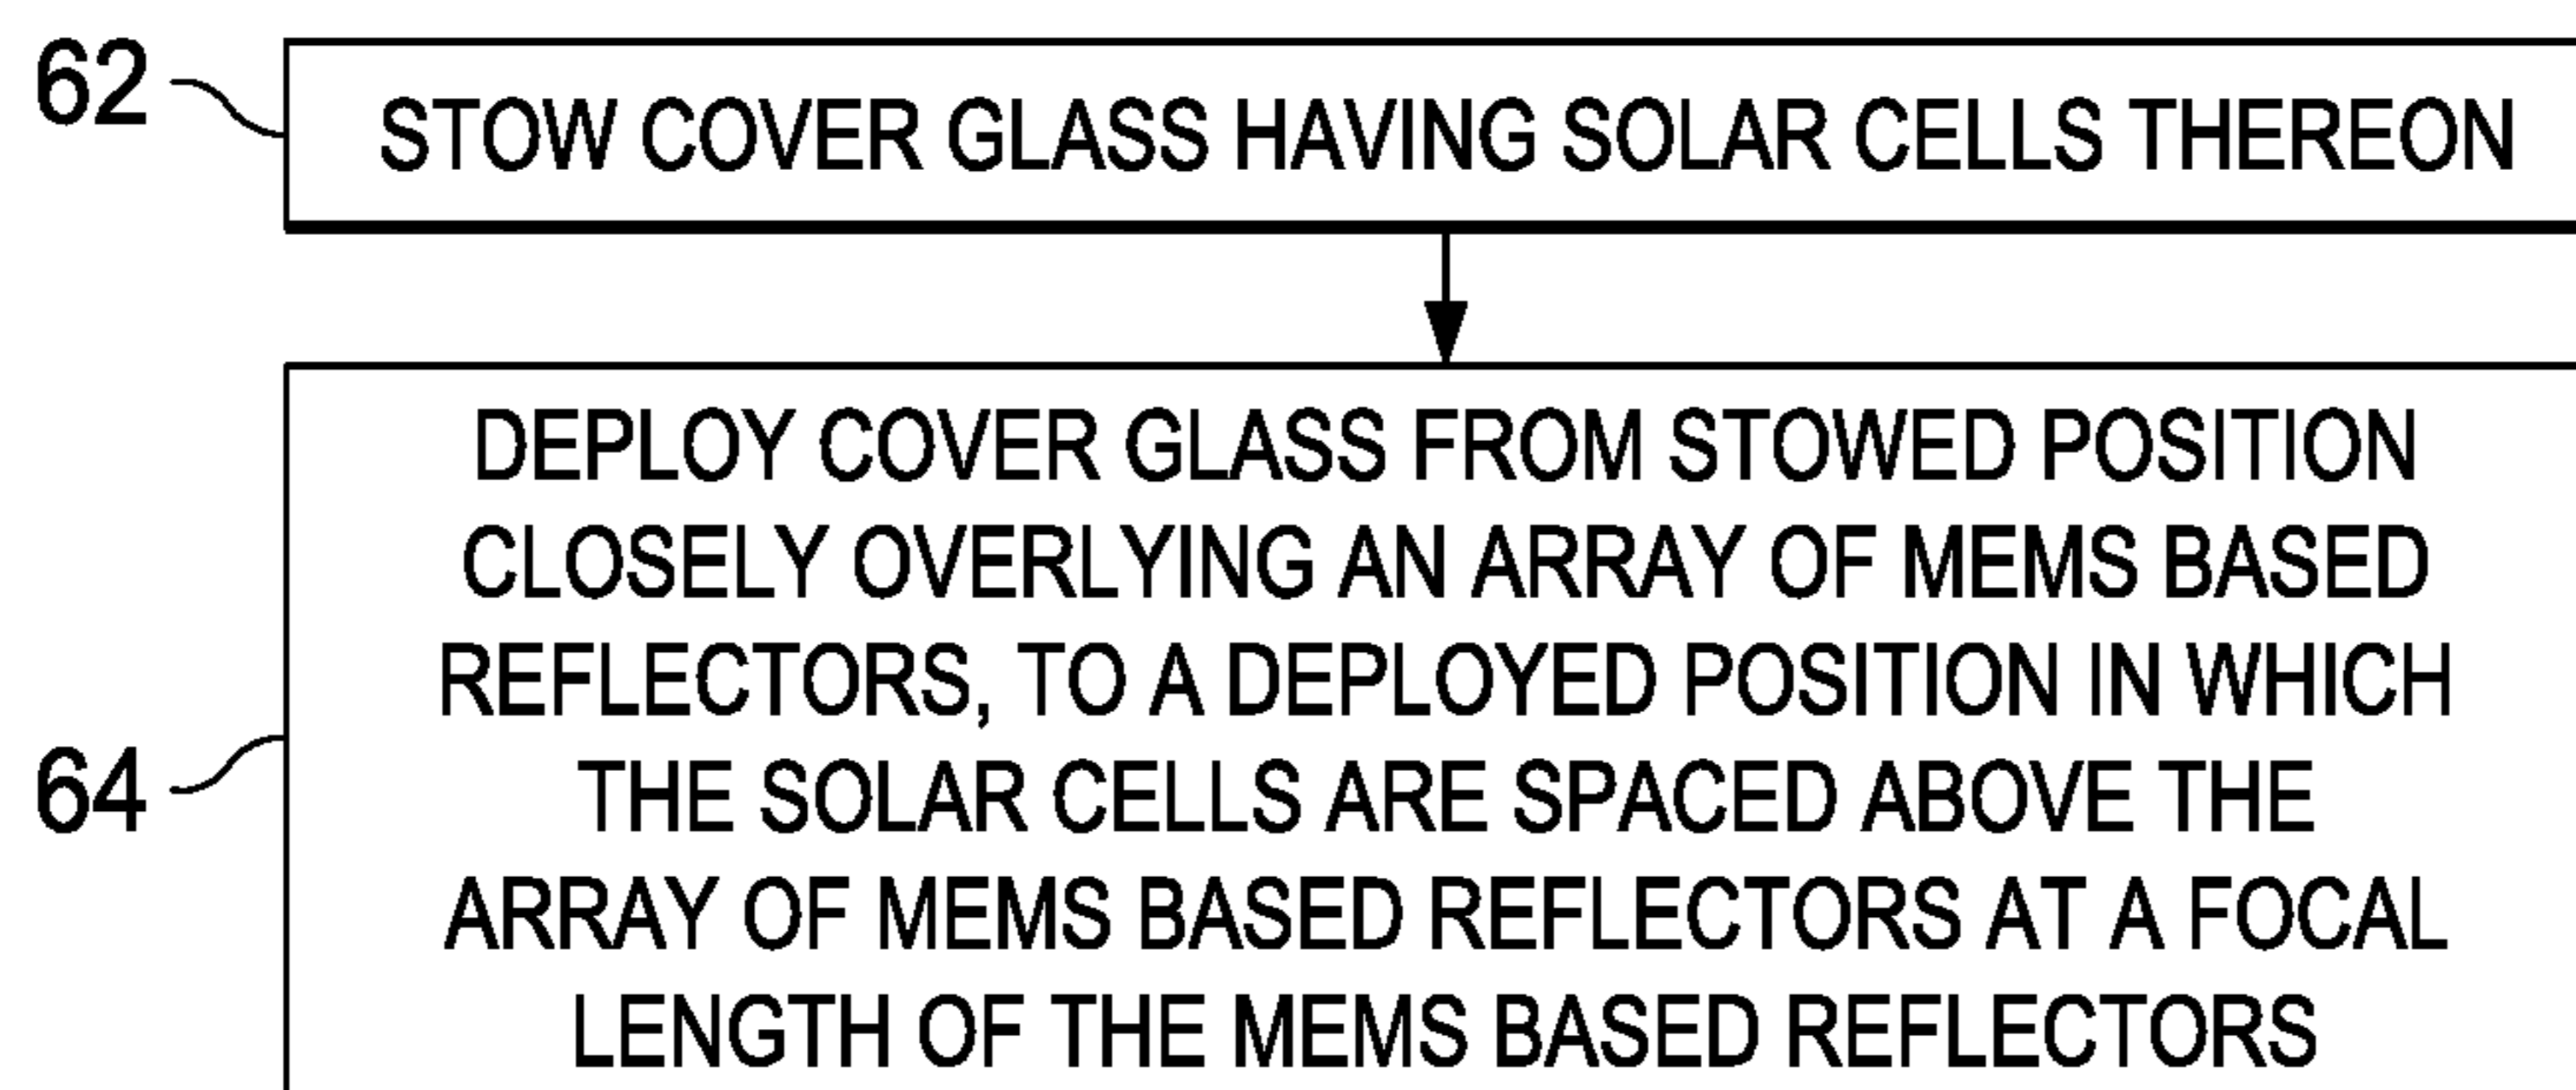 62
STOW COVER GLASS HAVING SOLAR CELLS THEREON
DEPLOY COVER GLASS FROM STOWED POSITION
CLOSELY OVERLYING AN ARRAY OF MEMS BASED
REFLECTORS, TO A DEPLOYED POSITION IN WHICH
64
THE SOLAR CELLS ARE SPACED ABOVE THE
ARRAY OF MEMS BASED REFLECTORS AT A FOCAL
LENGTH OF THE MEMS BASED REFLECTORS